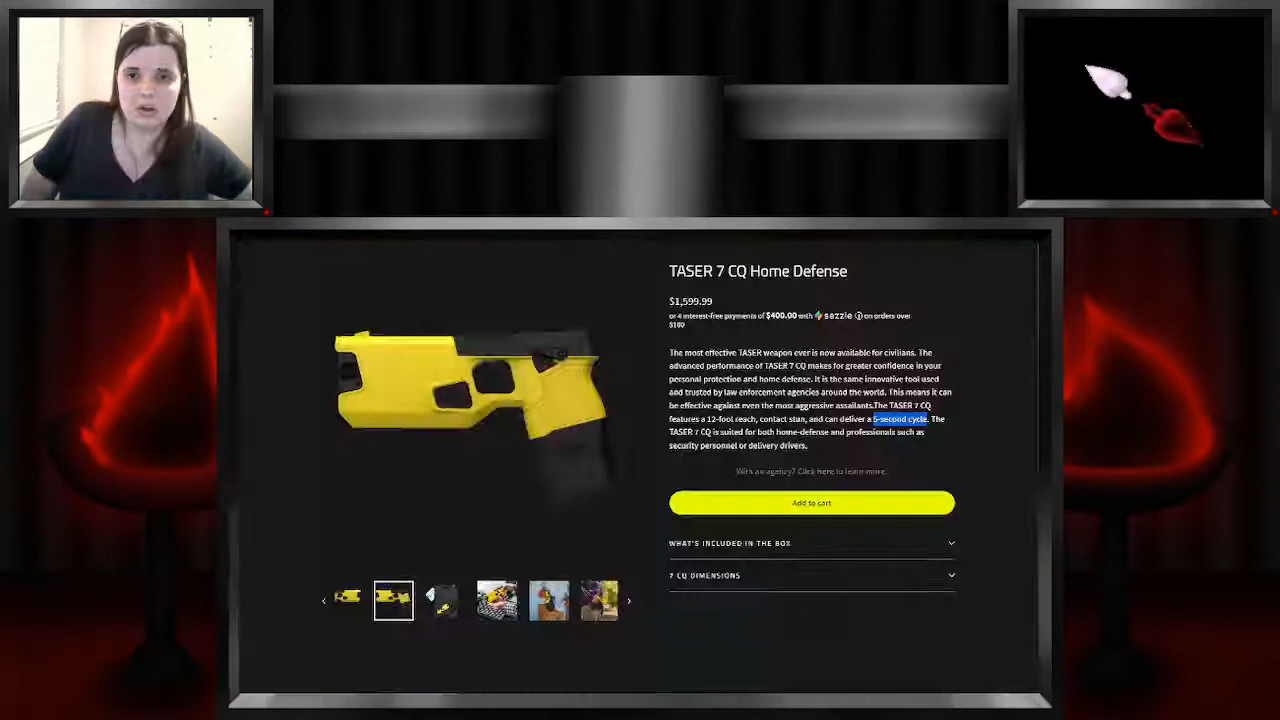 TASER 7 CQ Home Defense
$1,599.99
or 4 interest-free payments of $400.00 with sezzle ⓘ on orders over
$100
The most effective TASER weapon ever is now available for civilians. The
advanced performance of TASER 7 CQ makes for greater confidence in your
personal protection and home defense. It is the same innovative tool used
and trusted by law enforcement agencies around the world. This means it can
be effective against even the most aggressive assailants.The TASER 7 CQ
features a 12-foot reach, contact stun, and can deliver a 5-second cycle. The
TASER 7 CQ is suited for both home-defense and professionals such as
security personnel or delivery drivers.
With an agency? Click here to learn more.
Add to cart
WHAT'S INCLUDED IN THE BOX
7 CQ DIMENSIONS